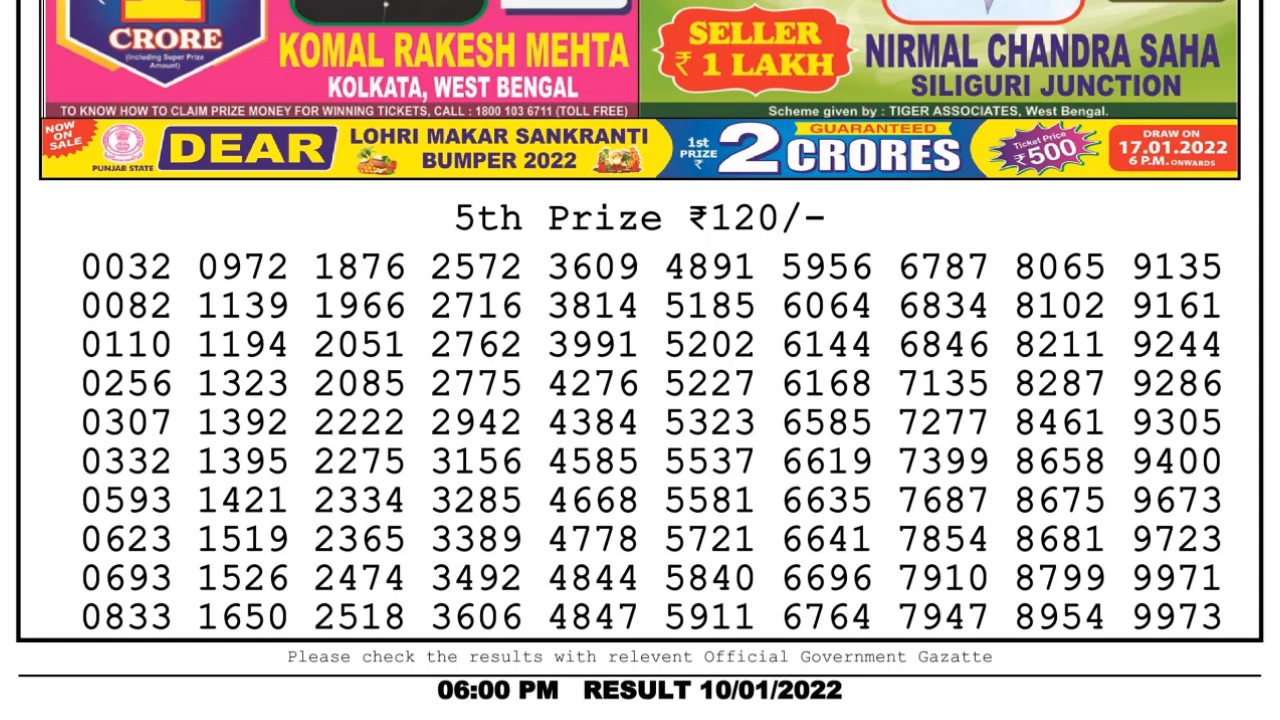 1
CRORE
(Including Super Prize
Amount)
KOMAL RAKESH MEHTA
KOLKATA, WEST BENGAL
TO KNOW HOW TO CLAIM PRIZE MONEY FOR WINNING TICKETS, CALL : 1800 103 6711 (TOLL FREE)
SELLER
₹ 1 LAKH
NIRMAL CHANDRA SAHA
SILIGURI JUNCTION
Scheme given by : TIGER ASSOCIATES, West Bengal.
NOW
ON
SALE
PUNJAB STATE
DEAR
LOHRI MAKAR SANKRANTI
BUMPER 2022
1st
PRIZE
₹
2
GUARANTEED
CRORES
Ticket Price
₹500
DRAW ON
17.01.2022
6 P.M. ONWARDS
5th Prize ₹120/-
0032 0972 1876 2572 3609 4891 5956 6787 8065 9135
0082 1139 1966 2716 3814 5185 6064 6834 8102 9161
0110 1194 2051 2762 3991 5202 6144 6846 8211 9244
0256 1323 2085 2775 4276 5227 6168 7135 8287 9286
0307 1392 2222 2942 4384 5323 6585 7277 8461 9305
0332 1395 2275 3156 4585 5537 6619 7399 8658 9400
0593 1421 2334 3285 4668 5581 6635 7687 8675 9673
0623 1519 2365 3389 4778 5721 6641 7854 8681 9723
0693 1526 2474 3492 4844 5840 6696 7910 8799 9971
0833 1650 2518 3606 4847 5911 6764 7947 8954 9973
Please check the results with relevent Official Government Gazatte
06:00 PM RESULT 10/01/2022